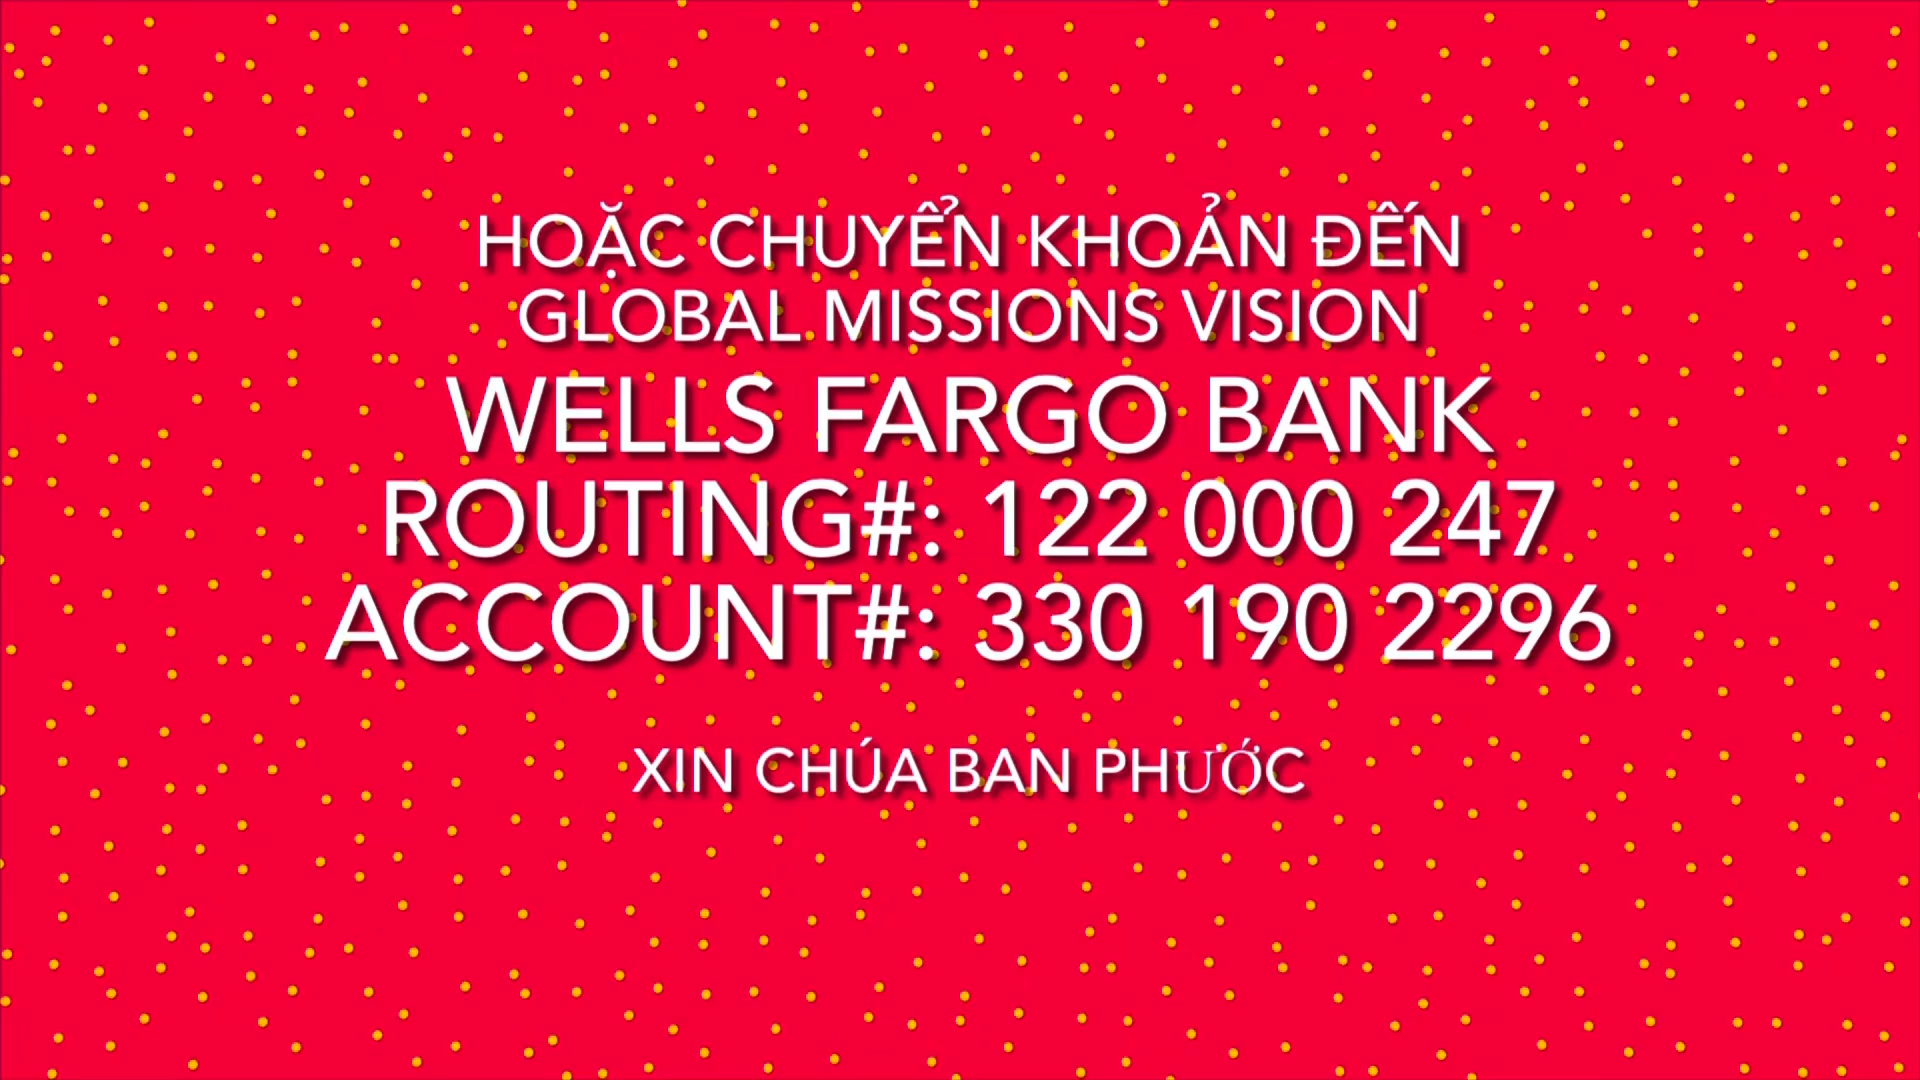 HOẶC CHUYỂN KHOẢN ĐẾN
GLOBAL MISSIONS VISION
WELLS FARGO BANK
ROUTING#: 122 000 247
ACCOUNT#: 330 190 2296
XIN CHÚA BAN PHƯỚC